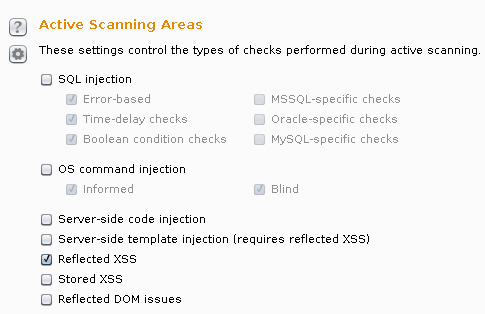 Active Scanning Areas
These settings control the types of checks performed during active scanning.
SQL injection
Error-based MSSQL-specific checks
Time-delay checks Oracle-specific checks
Boolean condition checks MySQL-specific checks
OS command injection
Informed Blind
Server-side code injection
Server-side template injection (requires reflected XSS)
Reflected XSS
Stored XSS
Reflected DOM issues